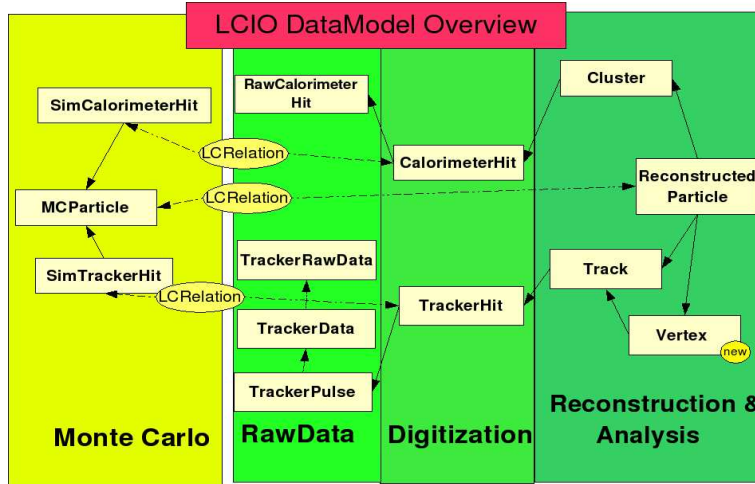 LCIO DataModel Overview
SimCalorimeterHit
MCParticle
SimTrackerHit
Monte Carlo
LCRelation
LCRelation
LCRelation
RawCalorimeter
Hit
TrackerRawData
TrackerData
TrackerPulse
RawData
CalorimeterHit
TrackerHit
Digitization
Cluster
Reconstructed
Particle
Track
Vertex
new
Reconstruction &
Analysis